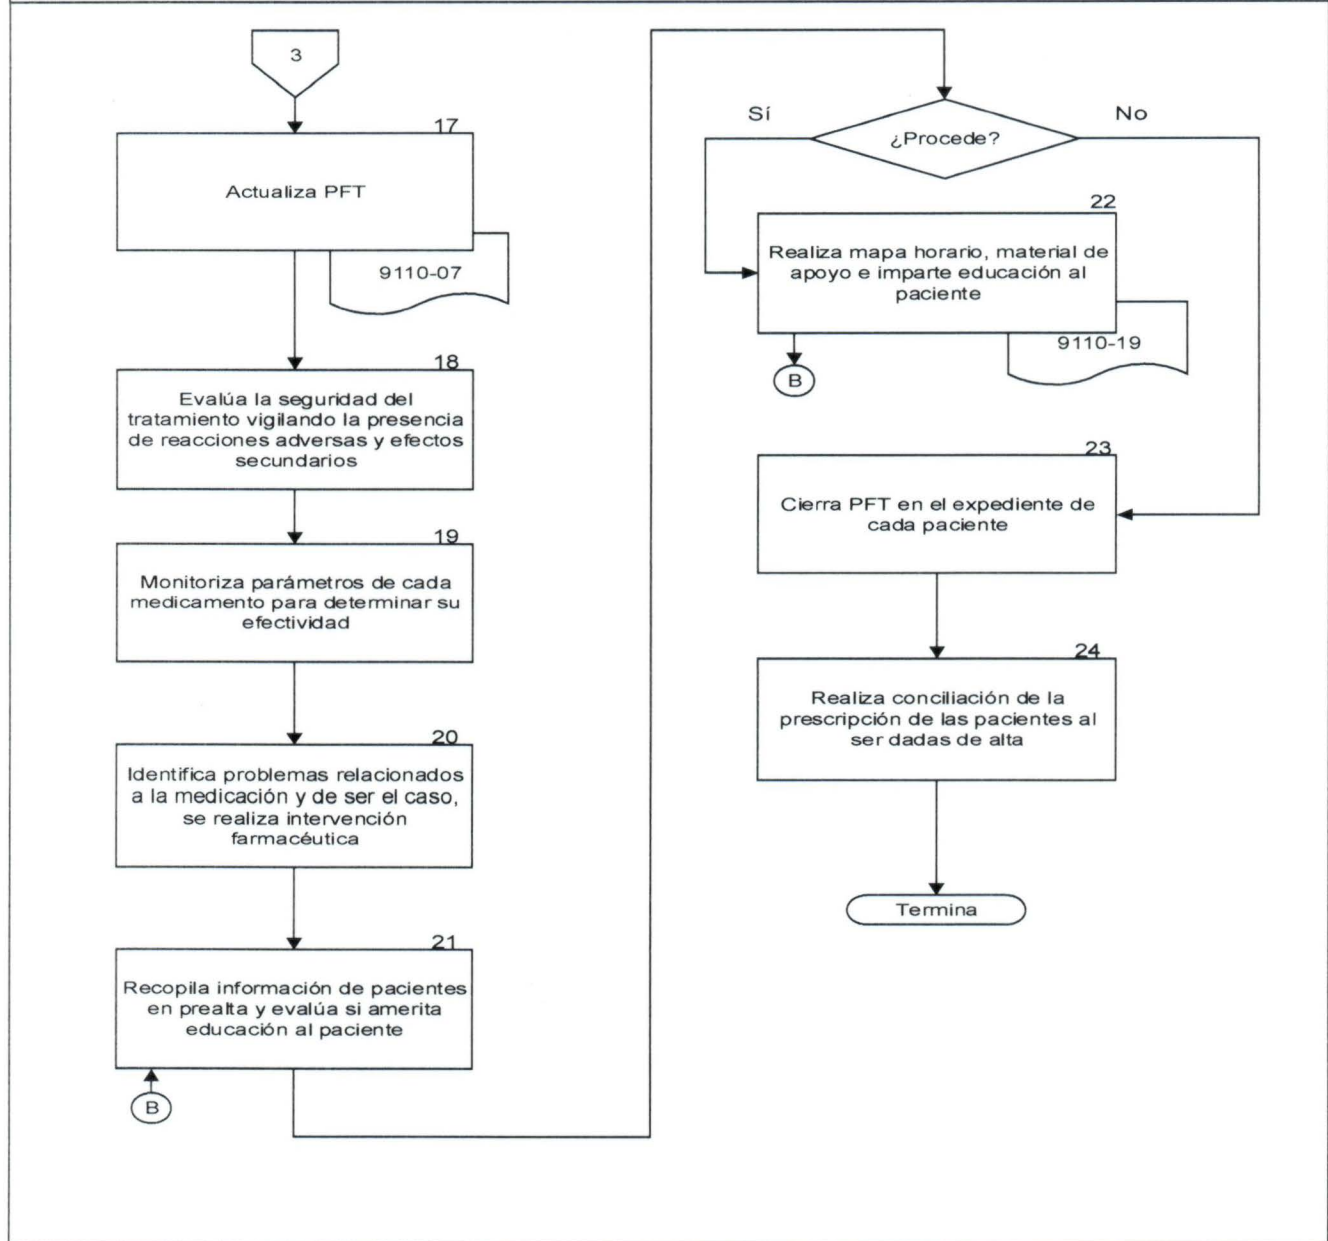 3
17
Actualiza PFT
9110-07
18
Evalúa la seguridad del
tratamiento vigilando la presencia
de reacciones adversas y efectos
secundarios
19
Monitoriza parámetros de cada
medicamento para determinar su
efectividad
20
Identifica problemas relacionados
a la medicación y de ser el caso,
se realiza intervención
farmacéutica
21
Recopila información de pacientes
en prealta y evalúa si amerita
educación al paciente
B
Sí
No
¿Procede?
22
Realiza mapa horario, material de
apoyo e imparte educación al
paciente
9110-19
B
23
Cierra PFT en el expediente de
cada paciente
24
Realiza conciliación de la
prescripción de las pacientes al
ser dadas de alta
Termina